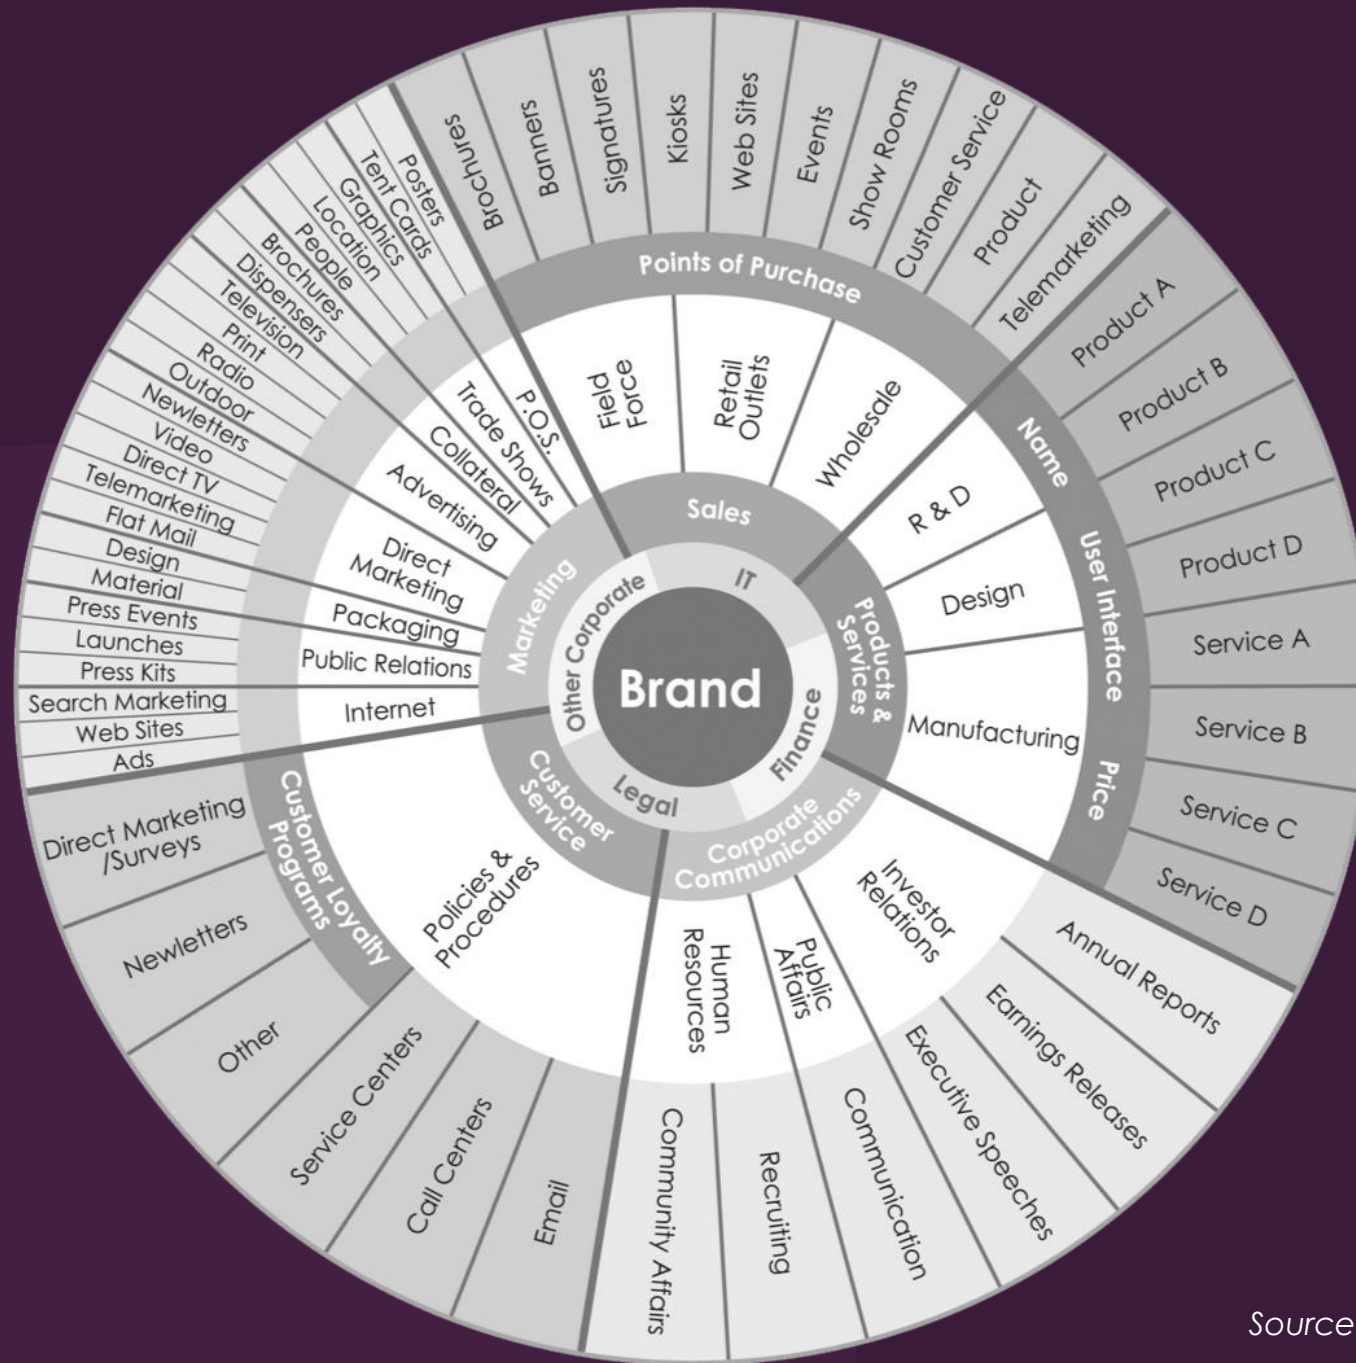 Brand
IT
Finance
Legal
Other Corporate
Sales
Products &
Services
Corporate
Communications
Customer
Service
Marketing
Field
Force
Retail
Outlets
Wholesale
R & D
Design
Manufacturing
Investor
Relations
Public
Affairs
Human
Resources
Policies &
Procedures
Internet
Public Relations
Packaging
Direct
Marketing
Advertising
Collateral
Trade Shows
P.O.S.
Points of Purchase
Name
User Interface
Price
Customer Loyalty
Programs
Brochures
Banners
Signatures
Kiosks
Web Sites
Events
Show Rooms
Customer Service
Product
Telemarketing
Product A
Product B
Product C
Product D
Service A
Service B
Service C
Service D
Annual Reports
Earnings Releases
Executive Speeches
Communication
Recruiting
Community Affairs
Email
Call Centers
Service Centers
Other
Newletters
Direct Marketing
/Surveys
Ads
Web Sites
Search Marketing
Press Kits
Launches
Press Events
Material
Design
Flat Mail
Telemarketing
Direct TV
Video
Newletters
Outdoor
Radio
Print
Television
Dispensers
Brochures
People
Location
Graphics
Tent Cards
Posters
Source